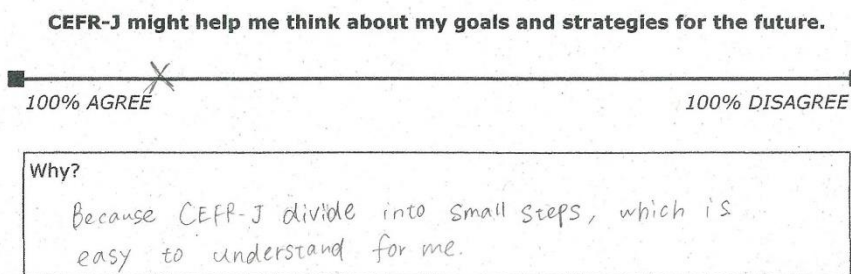 CEFR-J might help me think about my goals and strategies for the future.
100% AGREE
100% DISAGREE
Why?
Because CEFR-J divide into small steps, which is
easy to understand for me.